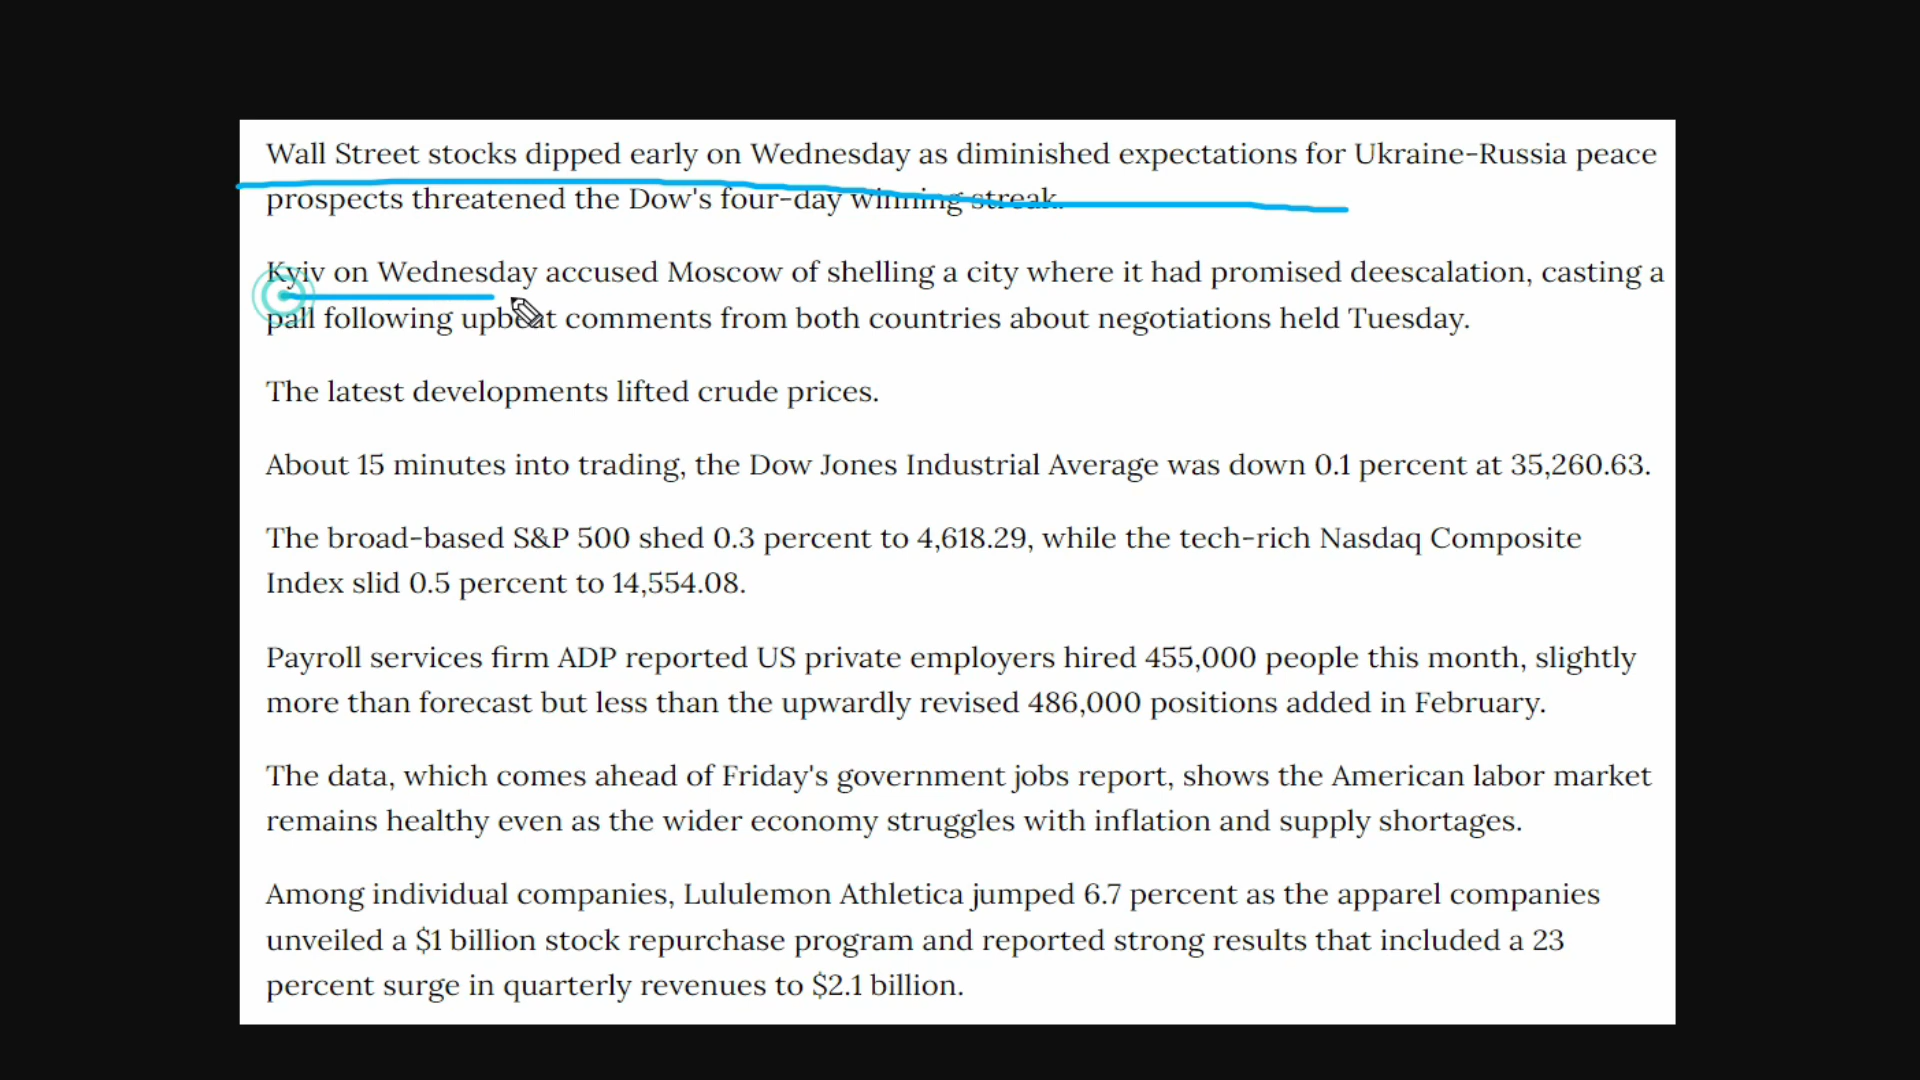 Wall Street stocks dipped early on Wednesday as diminished expectations for Ukraine-Russia peace
prospects threatened the Dow's four-day winning streak.
Kyiv on Wednesday accused Moscow of shelling a city where it had promised deescalation, casting a
pall following upbeat comments from both countries about negotiations held Tuesday.
The latest developments lifted crude prices.
About 15 minutes into trading, the Dow Jones Industrial Average was down 0.1 percent at 35,260.63.
The broad-based S&P 500 shed 0.3 percent to 4,618.29, while the tech-rich Nasdaq Composite
Index slid 0.5 percent to 14,554.08.
Payroll services firm ADP reported US private employers hired 455,000 people this month, slightly
more than forecast but less than the upwardly revised 486,000 positions added in February.
The data, which comes ahead of Friday's government jobs report, shows the American labor market
remains healthy even as the wider economy struggles with inflation and supply shortages.
Among individual companies, Lululemon Athletica jumped 6.7 percent as the apparel companies
unveiled a $1 billion stock repurchase program and reported strong results that included a 23
percent surge in quarterly revenues to $2.1 billion.